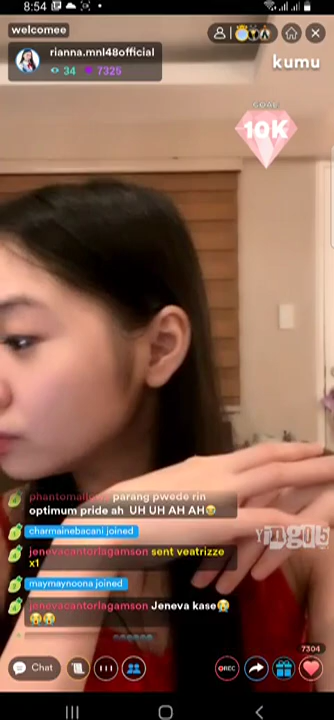 8:54
welcomee
rianna.mnl48official
34 7325
kumu
GOAL
10K
parang pwede rin
optimum pride ah UH UH AH AH
charmainebacani joined
jenevacantorlagamson sent veatrizze
x1
maymaynoona joined
jenevacantorlagamson Jeneva kase
7304
Chat
REC